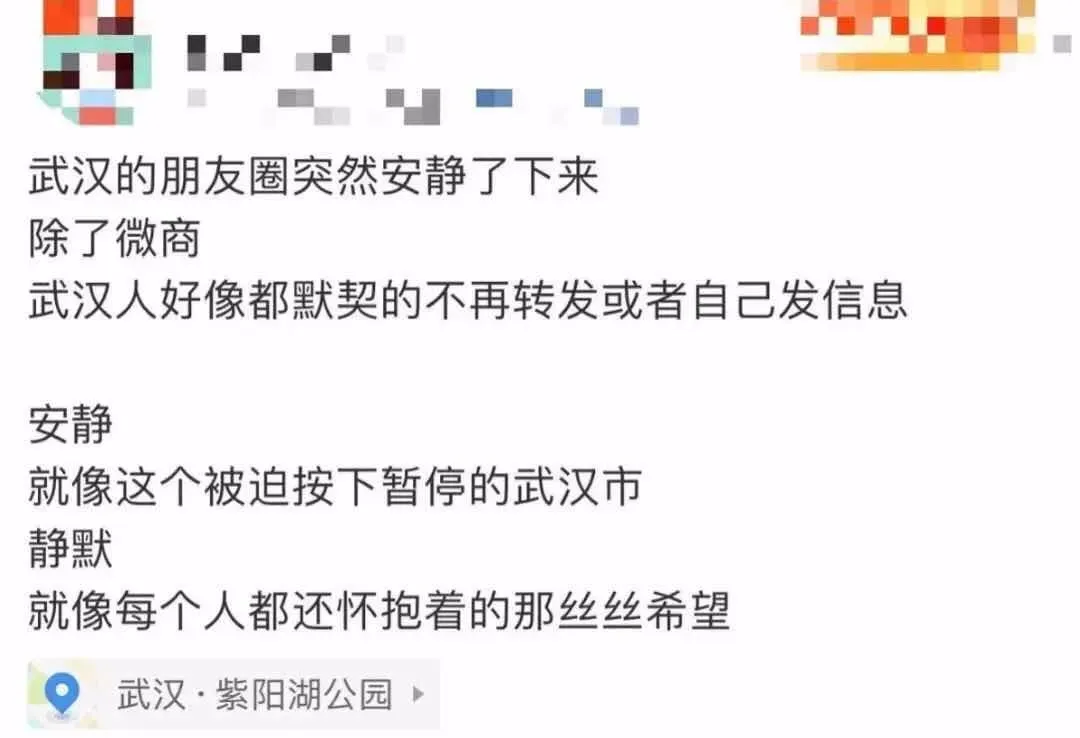 武汉的朋友圈突然安静了下来
除了微商
武汉人好像都默契的不再转发或者自己发信息
安静
就像这个被迫按下暂停的武汉市
静默
就像每个人都还怀抱着的那丝丝希望
武汉·紫阳湖公园